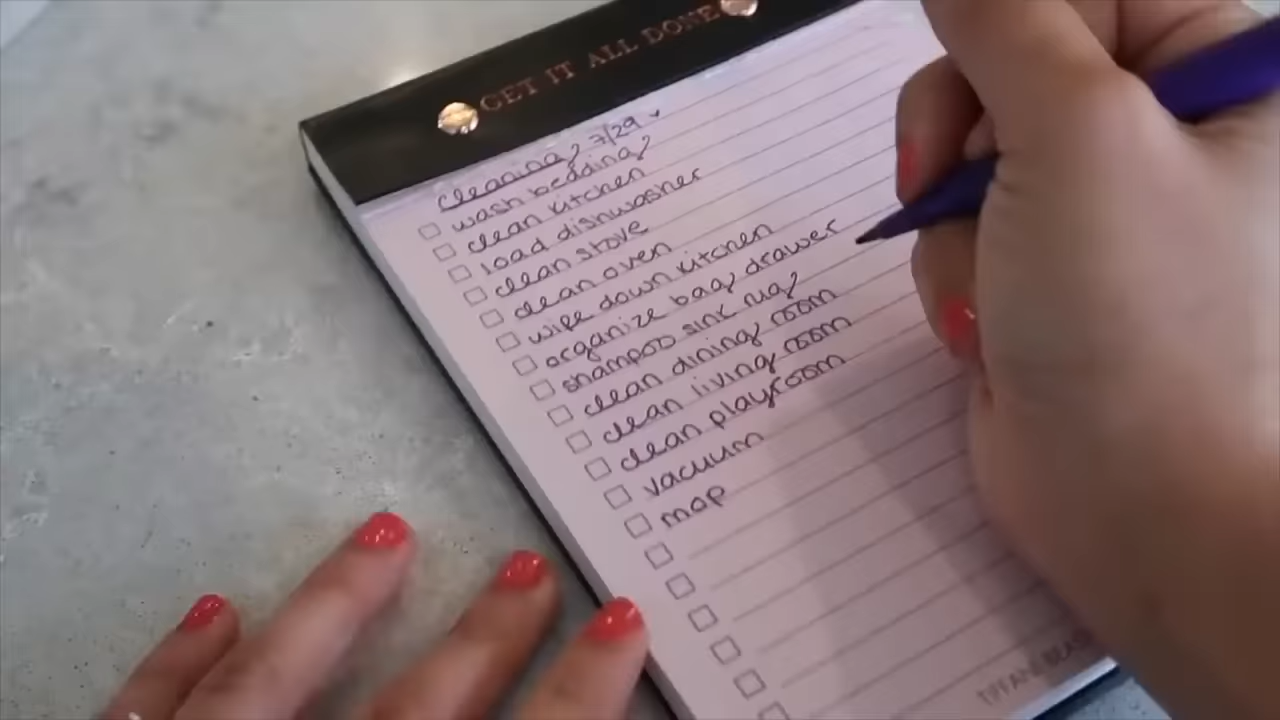 GET IT ALL DONE
cleaning 7/29
wash bedding
clean kitchen
load dishwasher
clean stove
clean oven
wipe down kitchen
organize bag drawer
shampoo sink rug
clean dining room
clean living room
clean playroom
vacuum
mop